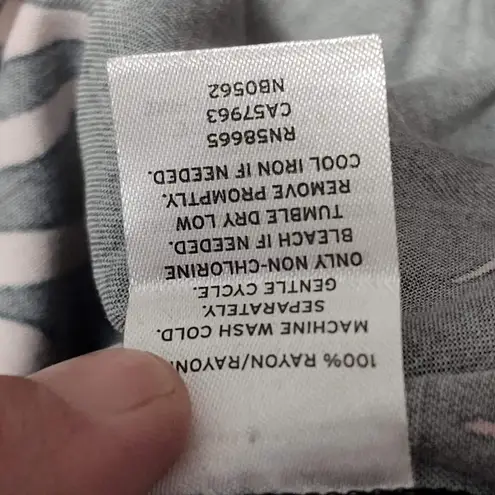 100% RAYON/RAYON
MACHINE WASH COLD.
SEPARATELY.
GENTLE CYCLE.
ONLY NON-CHLORINE
BLEACH IF NEEDED.
TUMBLE DRY LOW
REMOVE PROMPTLY.
COOL IRON IF NEEDED.
RN58665
CA57963
NB0562